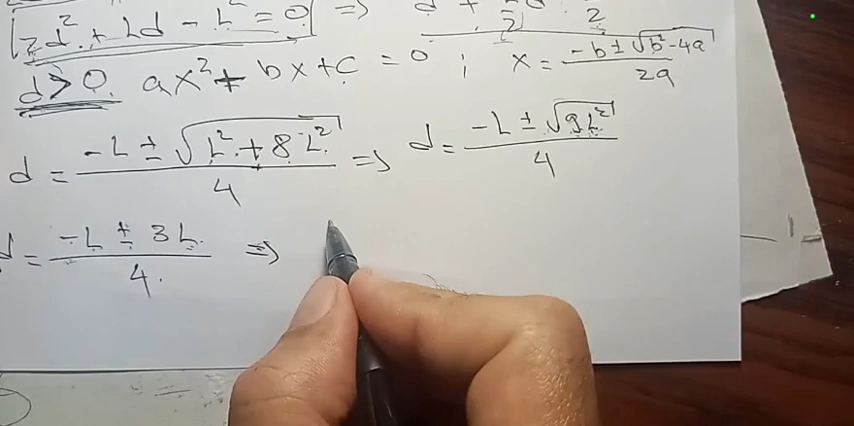 2d² + Ld - L² = 0 ⇒
d > 0. ax² + bx + c = 0 ; x = (-b ± √(b² - 4a)) / 2a
d = (-L ± √(L² + 8L²)) / 4 ⇒ d = (-L ± √(9L²)) / 4
d = (-L ± 3L) / 4 ⇒